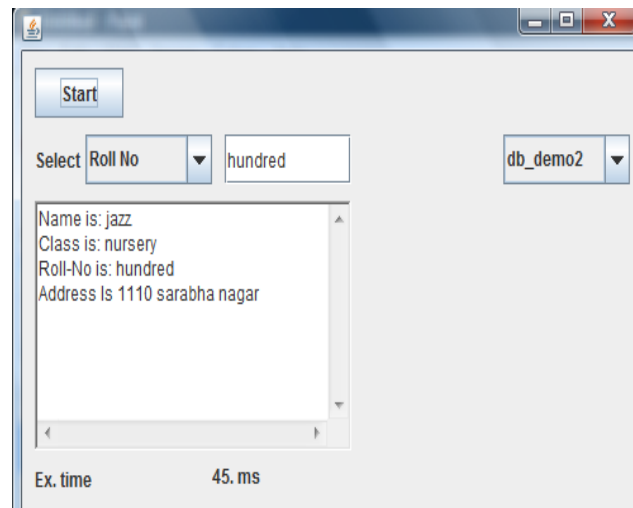 Start
Select Roll No hundred db_demo2
Name is: jazz
Class is: nursery
Roll-No is: hundred
Address Is 1110 sarabha nagar
Ex. time 45. ms